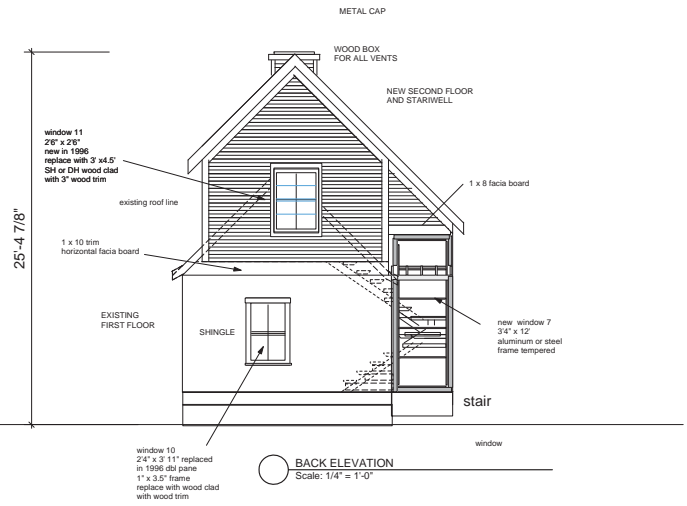 METAL CAP
WOOD BOX
FOR ALL VENTS
NEW SECOND FLOOR
AND STARIWELL
window 11
2'6" x 2'6"
new in 1996
replace with 3' x4.5'
SH or DH wood clad
with 3" wood trim
1 x 8 facia board
existing roof line
25'-4 7/8"
1 x 10 trim
horizontal facia board
EXISTING
FIRST FLOOR
SHINGLE
new window 7
3'4" x 12'
aluminum or steel
frame tempered
stair
window
window 10
2'4" x 3' 11" replaced
in 1996 dbl pane
1" x 3.5" frame
replace with wood clad
with wood trim
BACK ELEVATION
Scale: 1/4" = 1'-0"